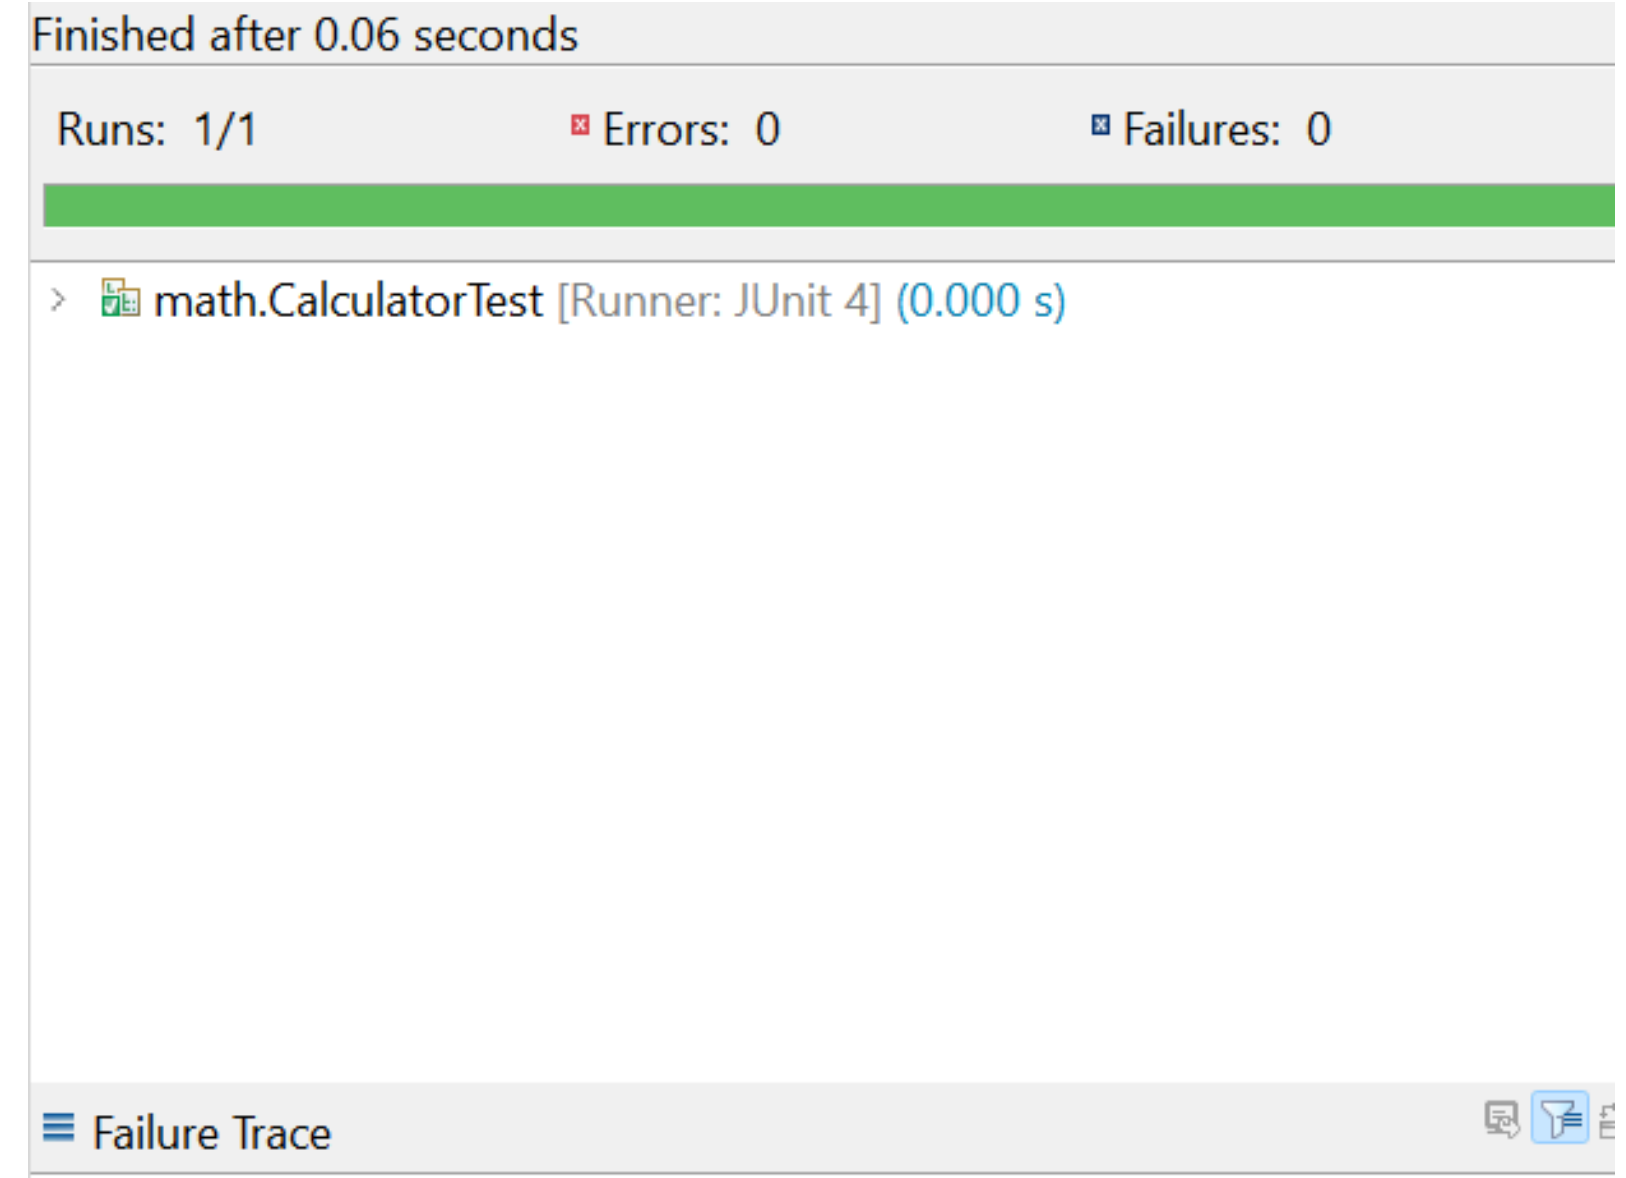 Finished after 0.06 seconds
Runs: 1/1 Errors: 0 Failures: 0
math.CalculatorTest [Runner: JUnit 4] (0.000 s)
Failure Trace